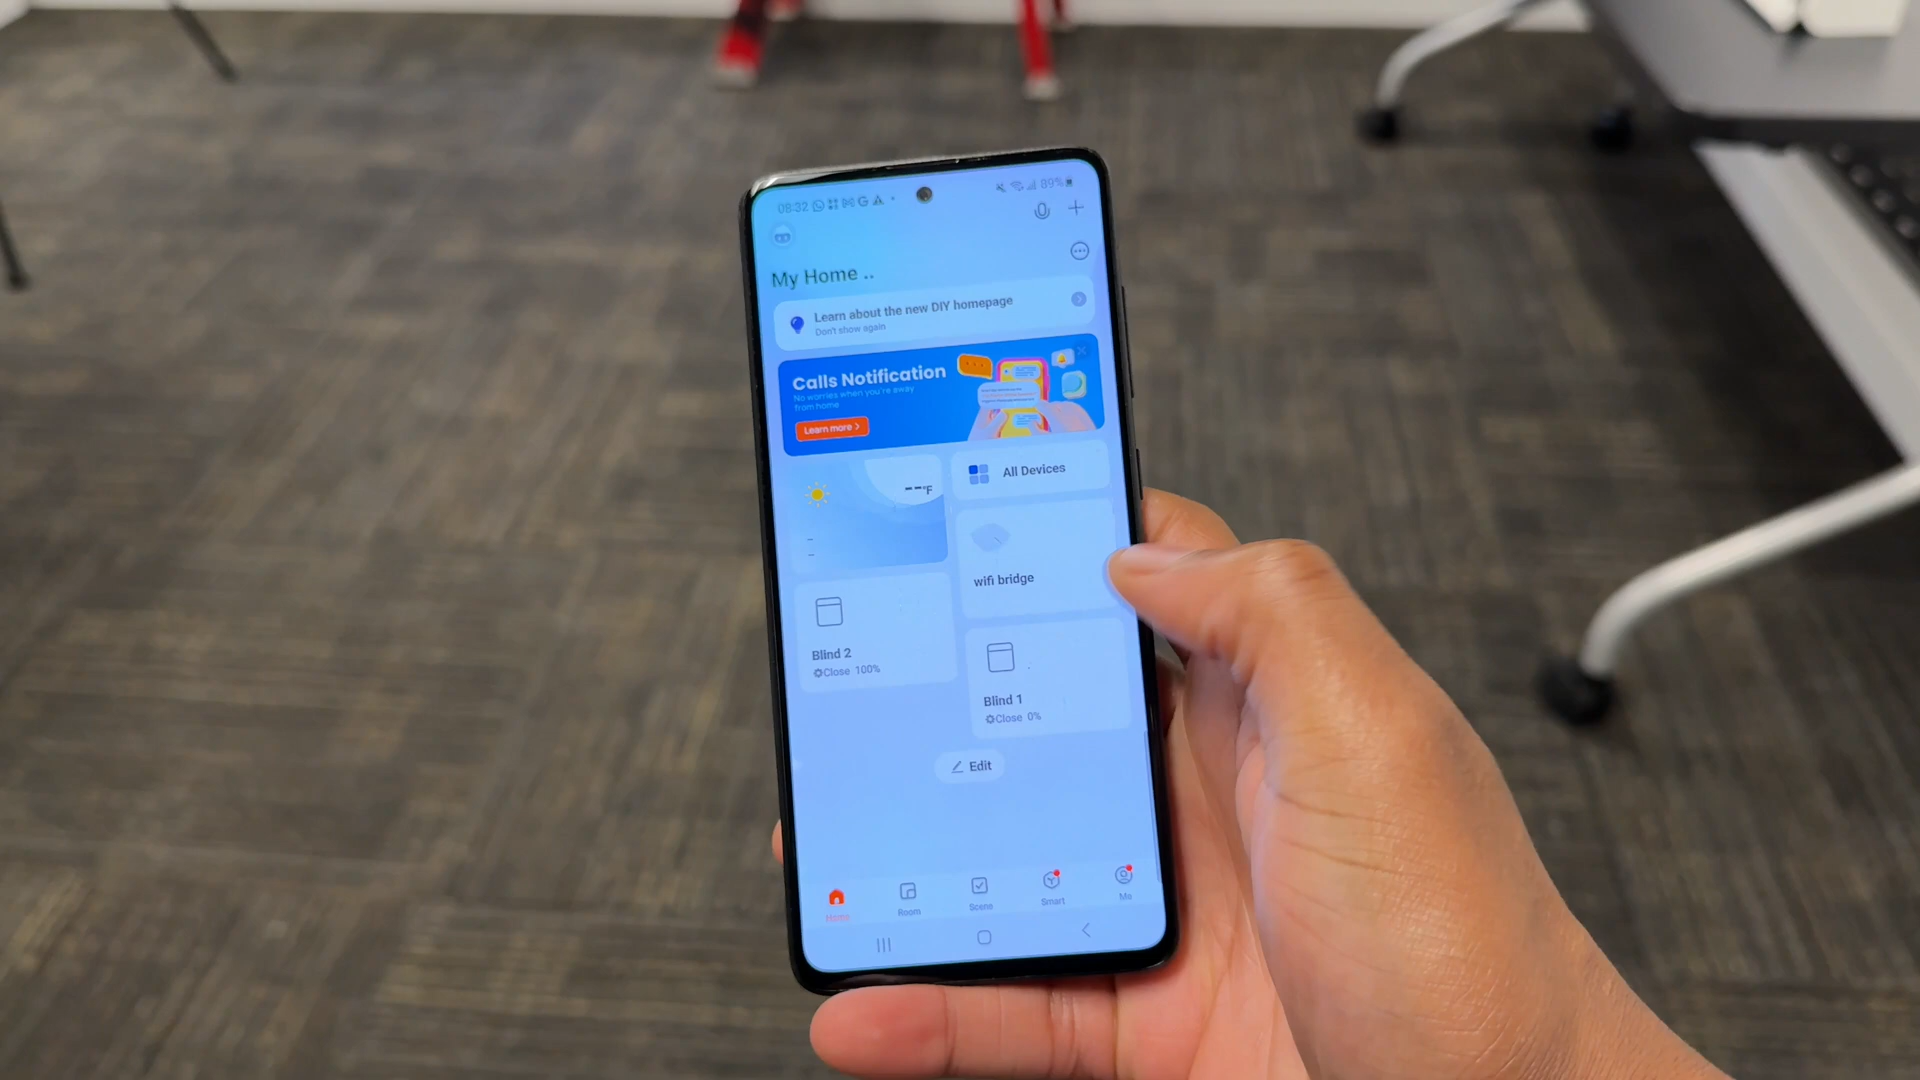 08:32 G
89%
My Home ..
Learn about the new DIY homepage
Don't show again
Calls Notification
No worries when you're away
from home
Learn more >
--°F
All Devices
wifi bridge
Blind 2
Close 100%
Blind 1
Close 0%
Edit
Home
Room
Scene
Smart
Me